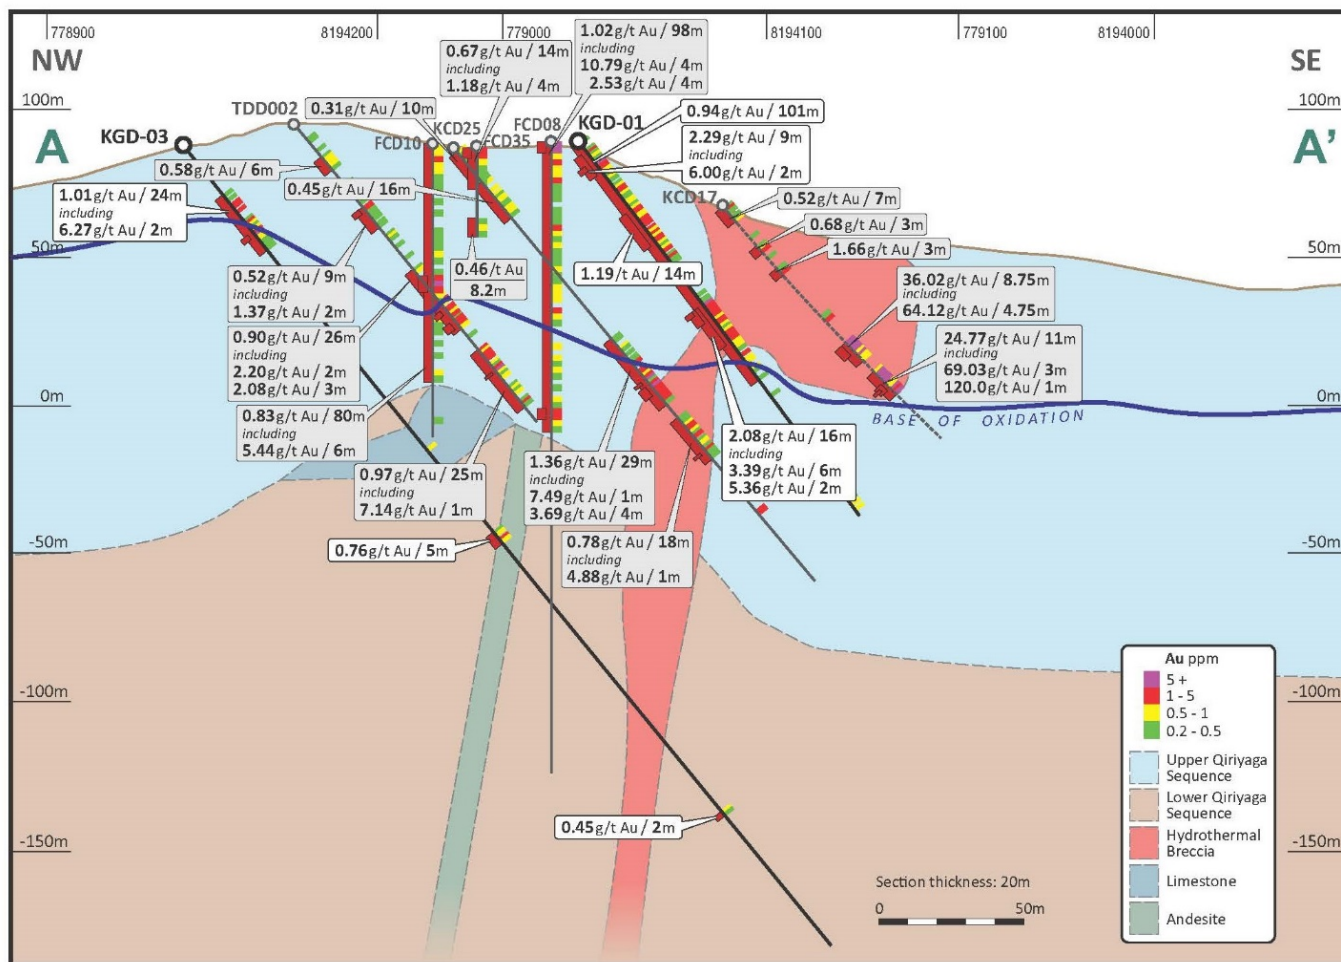 778900
8194200
779000
8194100
779100
8194000
NW
SE
A
A’
100m
50m
0m
-50m
-100m
-150m
100m
50m
0m
-50m
-100m
-150m
KGD-03
TDD002
FCD10
KCD25
FCD35
FCD08
KGD-01
KCD17
0.67g/t Au / 14m
including
1.18g/t Au / 4m
1.02g/t Au / 98m
including
10.79g/t Au / 4m
2.53g/t Au / 4m
0.31g/t Au / 10m
0.94g/t Au / 101m
2.29g/t Au / 9m
including
6.00g/t Au / 2m
0.58g/t Au / 6m
1.01g/t Au / 24m
including
6.27g/t Au / 2m
0.45g/t Au / 16m
0.52g/t Au / 7m
0.68g/t Au / 3m
1.66g/t Au / 3m
0.52g/t Au / 9m
including
1.37g/t Au / 2m
0.46/t Au
8.2m
1.19/t Au / 14m
36.02g/t Au / 8.75m
including
64.12g/t Au / 4.75m
0.90g/t Au / 26m
including
2.20g/t Au / 2m
2.08g/t Au / 3m
24.77g/t Au / 11m
including
69.03g/t Au / 3m
120.0g/t Au / 1m
0.83g/t Au / 80m
including
5.44g/t Au / 6m
BASE OF OXIDATION
0.97g/t Au / 25m
including
7.14g/t Au / 1m
1.36g/t Au / 29m
including
7.49g/t Au / 1m
3.69g/t Au / 4m
2.08g/t Au / 16m
including
3.39g/t Au / 6m
5.36g/t Au / 2m
0.76g/t Au / 5m
0.78g/t Au / 18m
including
4.88g/t Au / 1m
0.45g/t Au / 2m
Section thickness: 20m
0
50m
Au ppm
5 +
1 - 5
0.5 - 1
0.2 - 0.5
Upper Qiriyaga
Sequence
Lower Qiriyaga
Sequence
Hydrothermal
Breccia
Limestone
Andesite